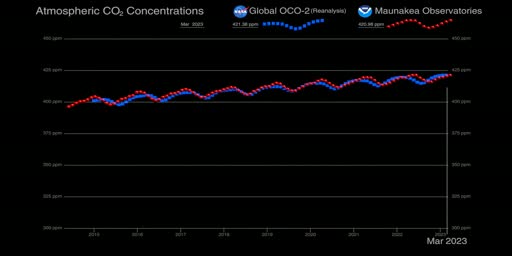 Atmospheric CO₂ Concentrations
NASA
Global OCO-2 (Reanalysis)
Maunakea Observatories
Mar 2023
421.36 ppm
420.98 ppm
450 ppm
450 ppm
425 ppm
425 ppm
400 ppm
400 ppm
375 ppm
375 ppm
350 ppm
350 ppm
325 ppm
325 ppm
300 ppm
300 ppm
2015
2016
2017
2018
2019
2020
2021
2022
2023
Mar 2023